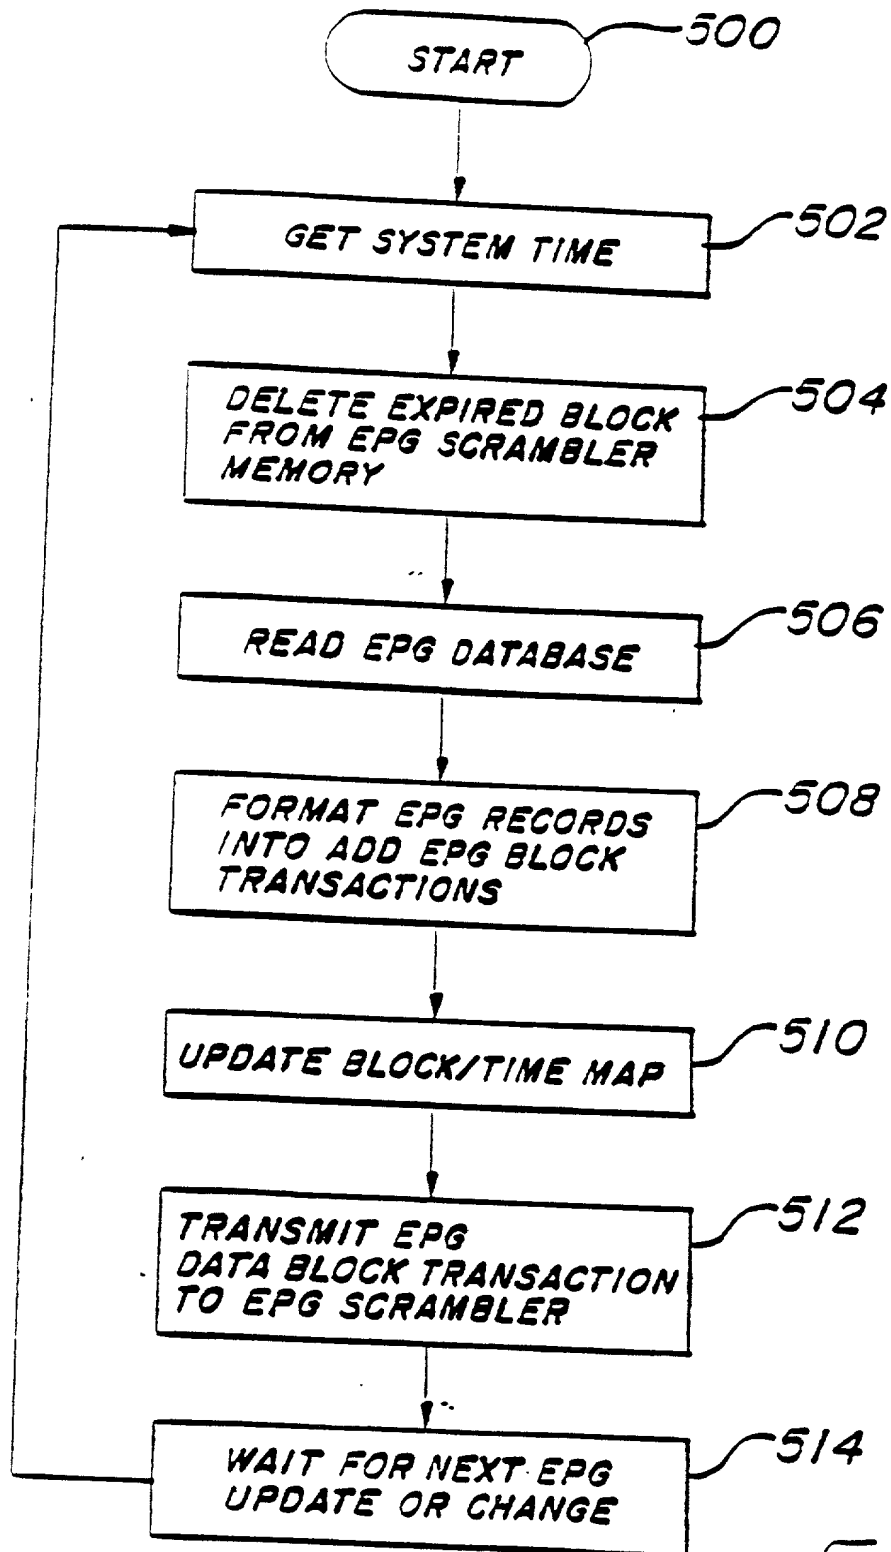 START
500
GET SYSTEM TIME
502
DELETE EXPIRED BLOCK
FROM EPG SCRAMBLER
MEMORY
504
READ EPG DATABASE
506
FORMAT EPG RECORDS
INTO ADD EPG BLOCK
TRANSACTIONS
508
UPDATE BLOCK/TIME MAP
510
TRANSMIT EPG
DATA BLOCK TRANSACTION
TO EPG SCRAMBLER
512
WAIT FOR NEXT EPG
UPDATE OR CHANGE
514